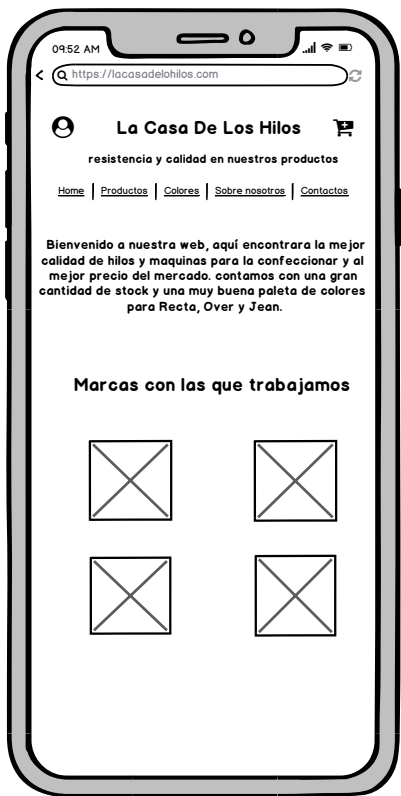 09:52 AM
https://lacasadelohilos.com
La Casa De Los Hilos
resistencia y calidad en nuestros productos
Home | Productos | Colores | Sobre nosotros | Contactos
Bienvenido a nuestra web, aquí encontrara la mejor
calidad de hilos y maquinas para la confeccionar y al
mejor precio del mercado. contamos con una gran
cantidad de stock y una muy buena paleta de colores
para Recta, Over y Jean.
Marcas con las que trabajamos